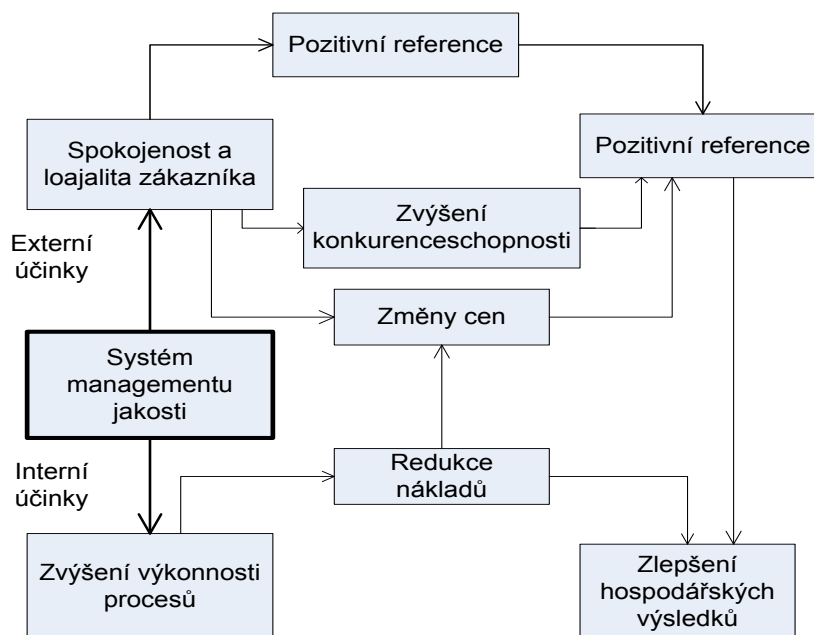 Pozitivní reference
Spokojenost a
loajalita zákazníka
Pozitivní reference
Zvýšení
konkurenceschopnosti
Externí
účinky
Změny cen
Systém
managementu
jakosti
Interní
účinky
Redukce
nákladů
Zvýšení výkonnosti
procesů
Zlepšení
hospodářských
výsledků